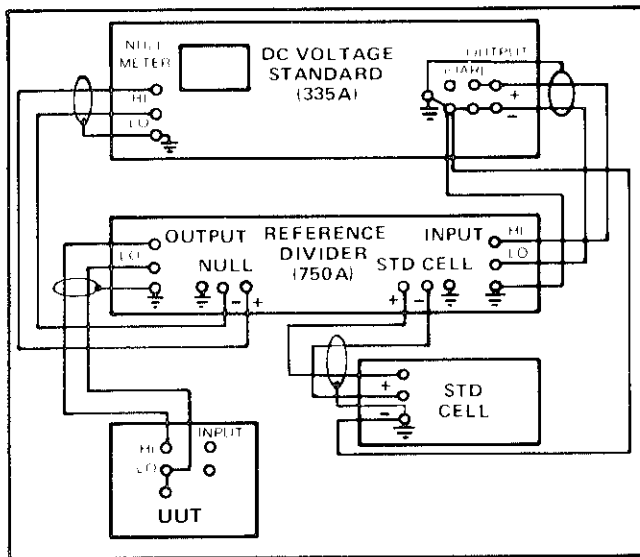 NULL METER
HI
LO
DC VOLTAGE
STANDARD
(335A)
OUTPUT
+
-
OUTPUT
LO
REFERENCE
DIVIDER
(750A)
INPUT
HI
LO
NULL
- +
STD CELL
+ -
+
-
STD
CELL
INPUT
HI
LO
UUT